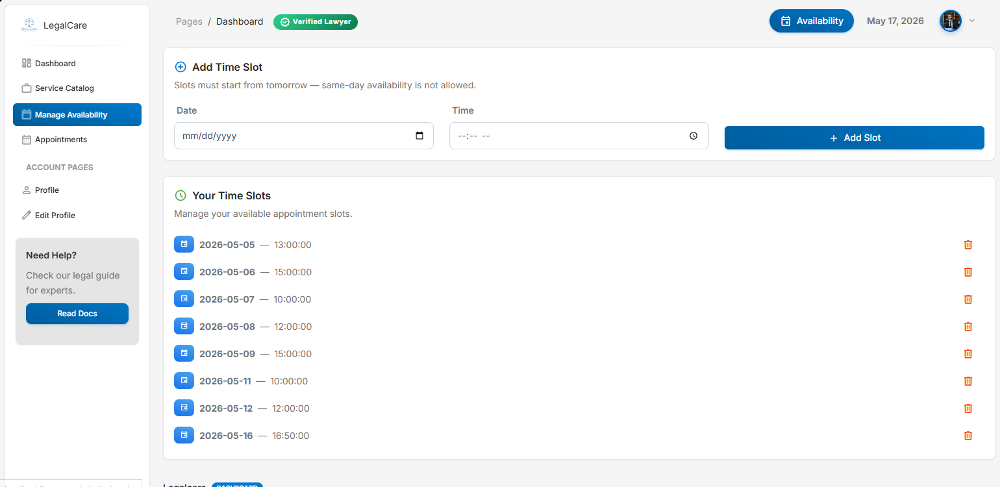 LegalCare
Pages / Dashboard Verified Lawyer Availability May 17, 2026
Dashboard
Service Catalog
Manage Availability
Appointments
ACCOUNT PAGES
Profile
Edit Profile
Need Help?
Check our legal guide
for experts.
Read Docs
Add Time Slot
Slots must start from tomorrow — same-day availability is not allowed.
Date Time
mm/dd/yyyy --:-- -- + Add Slot
Your Time Slots
Manage your available appointment slots.
2026-05-05 — 13:00:00
2026-05-06 — 15:00:00
2026-05-07 — 10:00:00
2026-05-08 — 12:00:00
2026-05-09 — 15:00:00
2026-05-11 — 10:00:00
2026-05-12 — 12:00:00
2026-05-16 — 16:50:00
Legalcare DASHBOARD